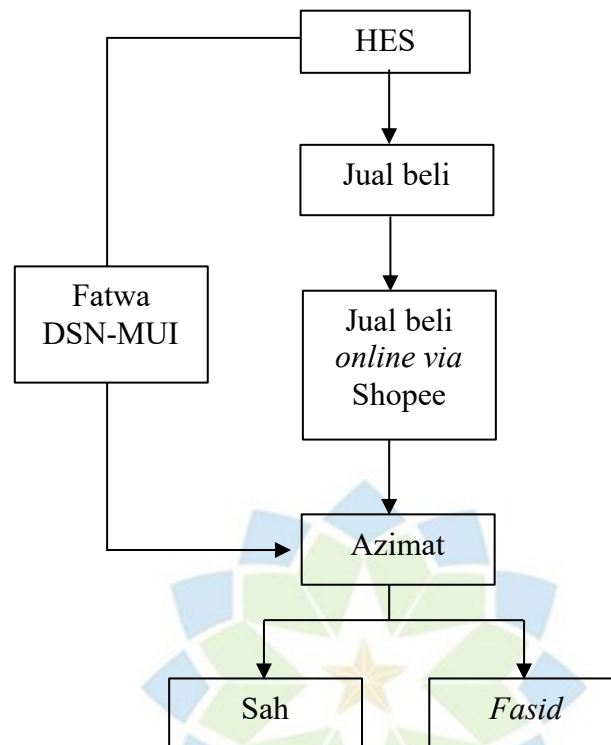 HES
Jual beli
Fatwa
DSN-MUI
Jual beli
online via
Shopee
Azimat
Sah
Fasid